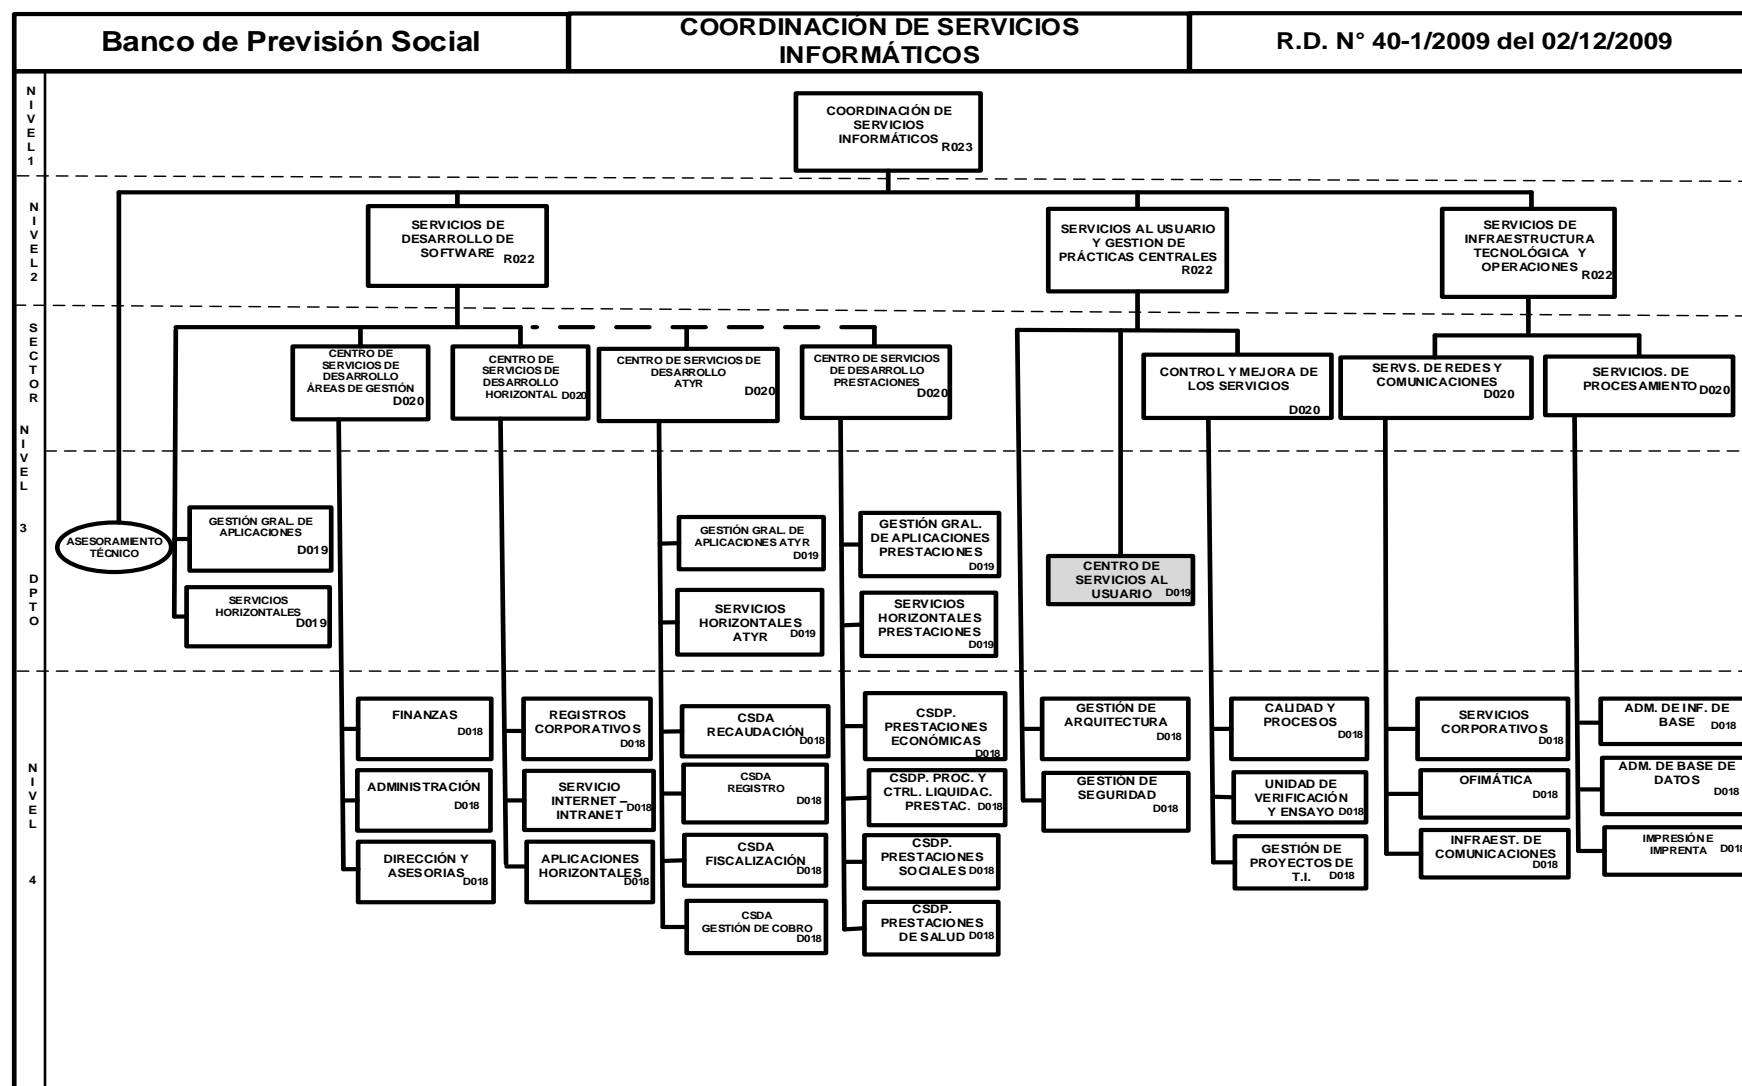 Banco de Previsión Social
COORDINACIÓN DE SERVICIOS
INFORMÁTICOS
R.D. N° 40-1/2009 del 02/12/2009
NIVEL 1
COORDINACIÓN DE
SERVICIOS
INFORMÁTICOS R023
NIVEL 2
SERVICIOS DE
DESARROLLO DE
SOFTWARE R022
SERVICIOS AL USUARIO
Y GESTION DE
PRÁCTICAS CENTRALES
R022
SERVICIOS DE
INFRAESTRUCTURA
TECNOLÓGICA Y
OPERACIONES R022
SECTOR
NIVEL
3
DPTO
CENTRO DE
SERVICIOS DE
DESARROLLO
ÁREAS DE GESTIÓN
D020
CENTRO DE
SERVICIOS DE
DESARROLLO
HORIZONTAL D020
CENTRO DE SERVICIOS DE
DESARROLLO
ATYR
D020
CENTRO DE SERVICIOS
DE DESARROLLO
PRESTACIONES
D020
CONTROL Y MEJORA DE
LOS SERVICIOS
D020
SERVS. DE REDES Y
COMUNICACIONES
D020
SERVICIOS. DE
PROCESAMIENTO D020
ASESORAMIENTO
TÉCNICO
GESTIÓN GRAL. DE
APLICACIONES
D019
SERVICIOS
HORIZONTALES
D019
GESTIÓN GRAL. DE
APLICACIONES ATYR
D019
SERVICIOS
HORIZONTALES
ATYR D019
GESTIÓN GRAL.
DE APLICACIONES
PRESTACIONES
D019
SERVICIOS
HORIZONTALES
PRESTACIONES
D019
CENTRO DE
SERVICIOS AL
USUARIO D019
NIVEL
4
FINANZAS
D018
ADMINISTRACIÓN
D018
DIRECCIÓN Y
ASESORIAS
D018
REGISTROS
CORPORATIVOS
D018
SERVICIO
INTERNET –
INTRANET D018
APLICACIONES
HORIZONTALES
D018
CSDA
RECAUDACIÓN
D018
CSDA
REGISTRO
D018
CSDA
FISCALIZACIÓN
D018
CSDA
GESTIÓN DE COBRO
D018
CSDP.
PRESTACIONES
ECONÓMICAS
D018
CSDP. PROC. Y
CTRL. LIQUIDAC.
PRESTAC. D018
CSDP.
PRESTACIONES
SOCIALES D018
CSDP.
PRESTACIONES
DE SALUD D018
GESTIÓN DE
ARQUITECTURA
D018
GESTIÓN DE
SEGURIDAD
D018
CALIDAD Y
PROCESOS
D018
UNIDAD DE
VERIFICACIÓN
Y ENSAYO D018
GESTIÓN DE
PROYECTOS DE
T.I. D018
SERVICIOS
CORPORATIVOS
D018
OFIMÁTICA
D018
INFRAEST. DE
COMUNICACIONES
D018
ADM. DE INF. DE
BASE D018
ADM. DE BASE DE
DATOS
D018
IMPRESIÓN E
IMPRENTA D018